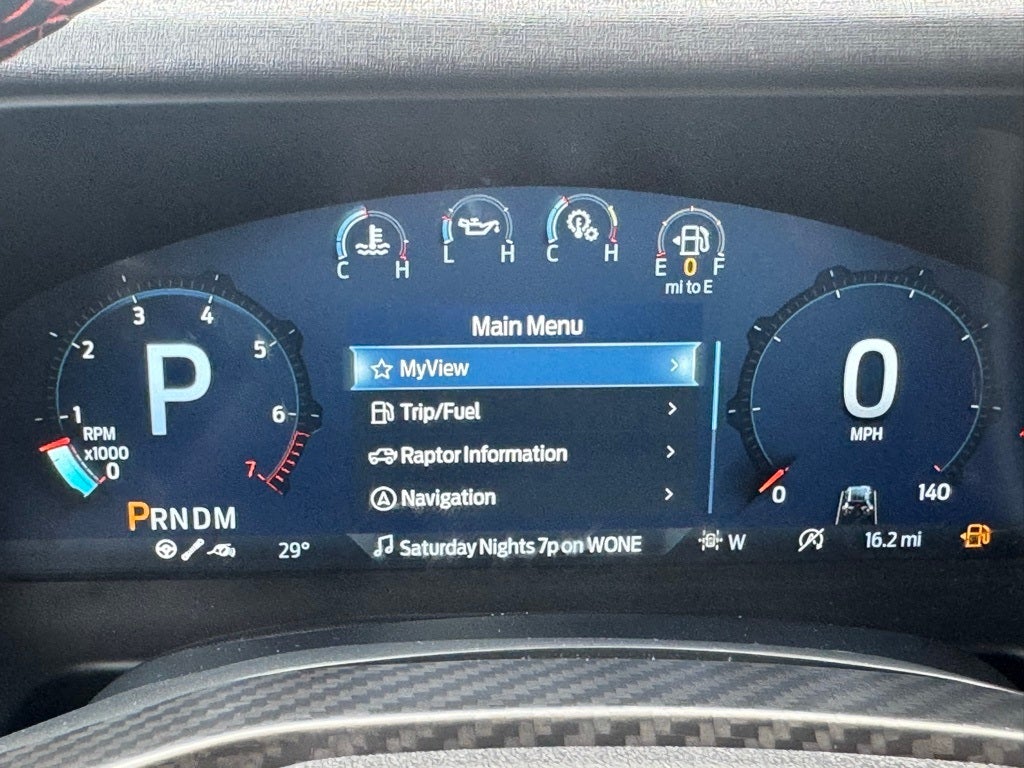 C H
L H
C H
E 0 F
mi to E
Main Menu
MyView
Trip/Fuel
Raptor Information
Navigation
0
1
2
3
4
5
6
7
P
RPM
x1000
0
MPH
0
140
PRNDM
29°
Saturday Nights 7p on WONE
W
16.2 mi